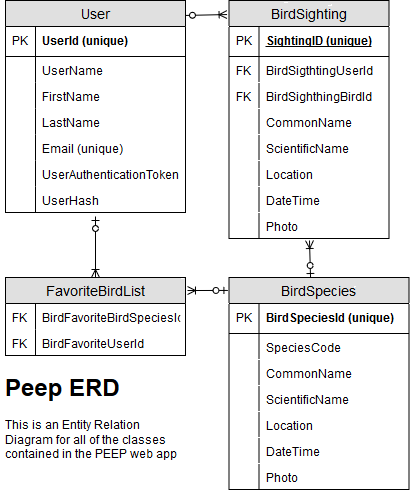 User
PK UserId (unique)
UserName
FirstName
LastName
Email (unique)
UserAuthenticationToken
UserHash
BirdSighting
PK SightingID (unique)
FK BirdSigthtingUserId
FK BirdSighthingBirdId
CommonName
ScientificName
Location
DateTime
Photo
FavoriteBirdList
FK BirdFavoriteBirdSpeciesId
FK BirdFavoriteUserId
BirdSpecies
PK BirdSpeciesId (unique)
SpeciesCode
CommonName
ScientificName
Location
DateTime
Photo
Peep ERD
This is an Entity Relation
Diagram for all of the classes
contained in the PEEP web app